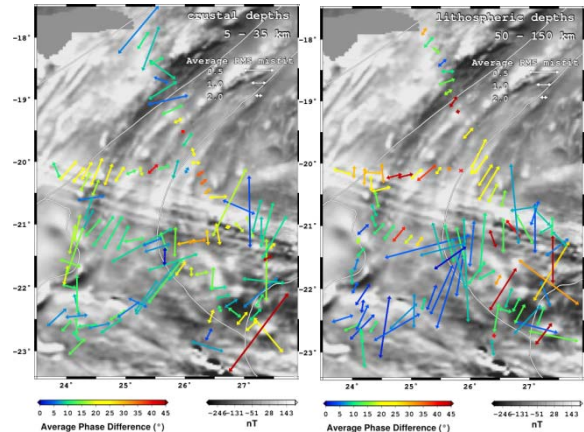 crustal depths
5 - 35 km
Average RMS misfit
0.5
1.0
2.0
-18°
-19°
-20°
-21°
-22°
-23°
24°
25°
26°
27°
0 5 10 15 20 25 30 35 40 45
Average Phase Difference (°)
-246-131 -51 28 143
nT
lithospheric depths
50 - 150 km
Average RMS misfit
0.5
1.0
2.0
-18°
-19°
-20°
-21°
-22°
-23°
24°
25°
26°
27°
0 5 10 15 20 25 30 35 40 45
Average Phase Difference (°)
-246-131 -51 28 143
nT